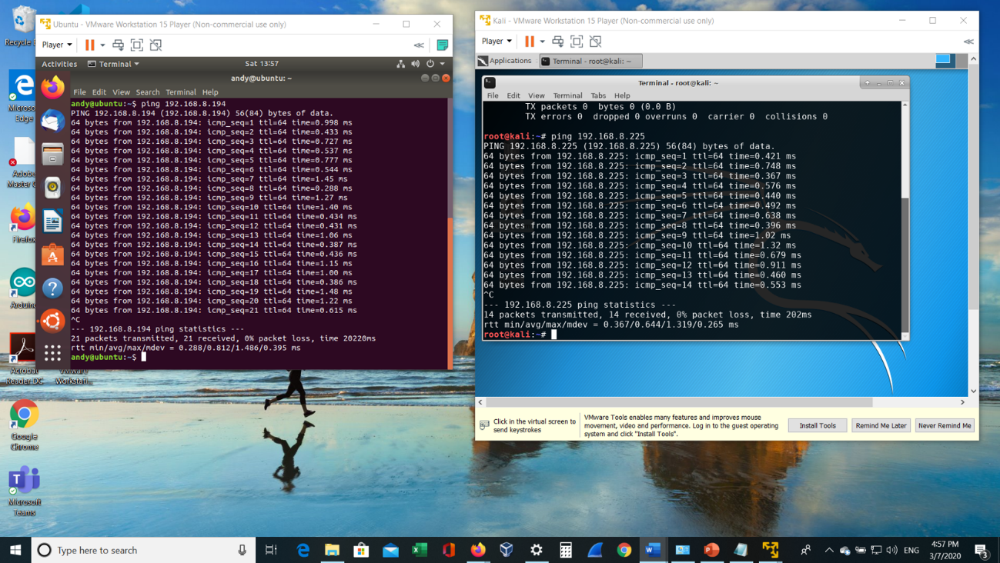 Recycle
Microso
Edge
Adobe
Master C
Firefox
Arduin
Acrobat
Reader DC
VMware
Workstati...
Google
Chrome
Microsoft
Teams
Ubuntu - VMware Workstation 15 Player (Non-commercial use only)
Player
Activities
Terminal
Sat 13:57
andy@ubuntu: ~
File Edit View Search Terminal Help
andy@ubuntu:~$ ping 192.168.8.194
PING 192.168.8.194 (192.168.8.194) 56(84) bytes of data.
64 bytes from 192.168.8.194: icmp_seq=1 ttl=64 time=0.998 ms
64 bytes from 192.168.8.194: icmp_seq=2 ttl=64 time=0.433 ms
64 bytes from 192.168.8.194: icmp_seq=3 ttl=64 time=0.727 ms
64 bytes from 192.168.8.194: icmp_seq=4 ttl=64 time=0.537 ms
64 bytes from 192.168.8.194: icmp_seq=5 ttl=64 time=0.777 ms
64 bytes from 192.168.8.194: icmp_seq=6 ttl=64 time=0.544 ms
64 bytes from 192.168.8.194: icmp_seq=7 ttl=64 time=1.45 ms
64 bytes from 192.168.8.194: icmp_seq=8 ttl=64 time=0.288 ms
64 bytes from 192.168.8.194: icmp_seq=9 ttl=64 time=1.27 ms
64 bytes from 192.168.8.194: icmp_seq=10 ttl=64 time=1.40 ms
64 bytes from 192.168.8.194: icmp_seq=11 ttl=64 time=0.434 ms
64 bytes from 192.168.8.194: icmp_seq=12 ttl=64 time=0.431 ms
64 bytes from 192.168.8.194: icmp_seq=13 ttl=64 time=1.06 ms
64 bytes from 192.168.8.194: icmp_seq=14 ttl=64 time=0.387 ms
64 bytes from 192.168.8.194: icmp_seq=15 ttl=64 time=0.436 ms
64 bytes from 192.168.8.194: icmp_seq=16 ttl=64 time=1.15 ms
64 bytes from 192.168.8.194: icmp_seq=17 ttl=64 time=1.00 ms
64 bytes from 192.168.8.194: icmp_seq=18 ttl=64 time=0.386 ms
64 bytes from 192.168.8.194: icmp_seq=19 ttl=64 time=1.48 ms
64 bytes from 192.168.8.194: icmp_seq=20 ttl=64 time=1.22 ms
64 bytes from 192.168.8.194: icmp_seq=21 ttl=64 time=0.615 ms
^C
--- 192.168.8.194 ping statistics ---
21 packets transmitted, 21 received, 0% packet loss, time 20220ms
rtt min/avg/max/mdev = 0.288/0.812/1.486/0.395 ms
andy@ubuntu:~$
Kali - VMware Workstation 15 Player (Non-commercial use only)
Player
Applications
Terminal - root@kali: ~
Terminal - root@kali: ~
File Edit View Terminal Tabs Help
TX packets 0 bytes 0 (0.0 B)
TX errors 0 dropped 0 overruns 0 carrier 0 collisions 0
root@kali:~# ping 192.168.8.225
PING 192.168.8.225 (192.168.8.225) 56(84) bytes of data.
64 bytes from 192.168.8.225: icmp_seq=1 ttl=64 time=0.421 ms
64 bytes from 192.168.8.225: icmp_seq=2 ttl=64 time=0.748 ms
64 bytes from 192.168.8.225: icmp_seq=3 ttl=64 time=0.367 ms
64 bytes from 192.168.8.225: icmp_seq=4 ttl=64 time=0.576 ms
64 bytes from 192.168.8.225: icmp_seq=5 ttl=64 time=0.440 ms
64 bytes from 192.168.8.225: icmp_seq=6 ttl=64 time=0.492 ms
64 bytes from 192.168.8.225: icmp_seq=7 ttl=64 time=0.638 ms
64 bytes from 192.168.8.225: icmp_seq=8 ttl=64 time=0.396 ms
64 bytes from 192.168.8.225: icmp_seq=9 ttl=64 time=1.02 ms
64 bytes from 192.168.8.225: icmp_seq=10 ttl=64 time=1.32 ms
64 bytes from 192.168.8.225: icmp_seq=11 ttl=64 time=0.679 ms
64 bytes from 192.168.8.225: icmp_seq=12 ttl=64 time=0.911 ms
64 bytes from 192.168.8.225: icmp_seq=13 ttl=64 time=0.460 ms
64 bytes from 192.168.8.225: icmp_seq=14 ttl=64 time=0.553 ms
^C
--- 192.168.8.225 ping statistics ---
14 packets transmitted, 14 received, 0% packet loss, time 202ms
rtt min/avg/max/mdev = 0.367/0.644/1.319/0.265 ms
root@kali:~#
Click in the virtual screen to
send keystrokes
VMware Tools enables many features and improves mouse
movement, video and performance. Log in to the guest operating
system and click "Install Tools".
Install Tools
Remind Me Later
Never Remind Me
Type here to search
ENG
4:57 PM
3/7/2020
3